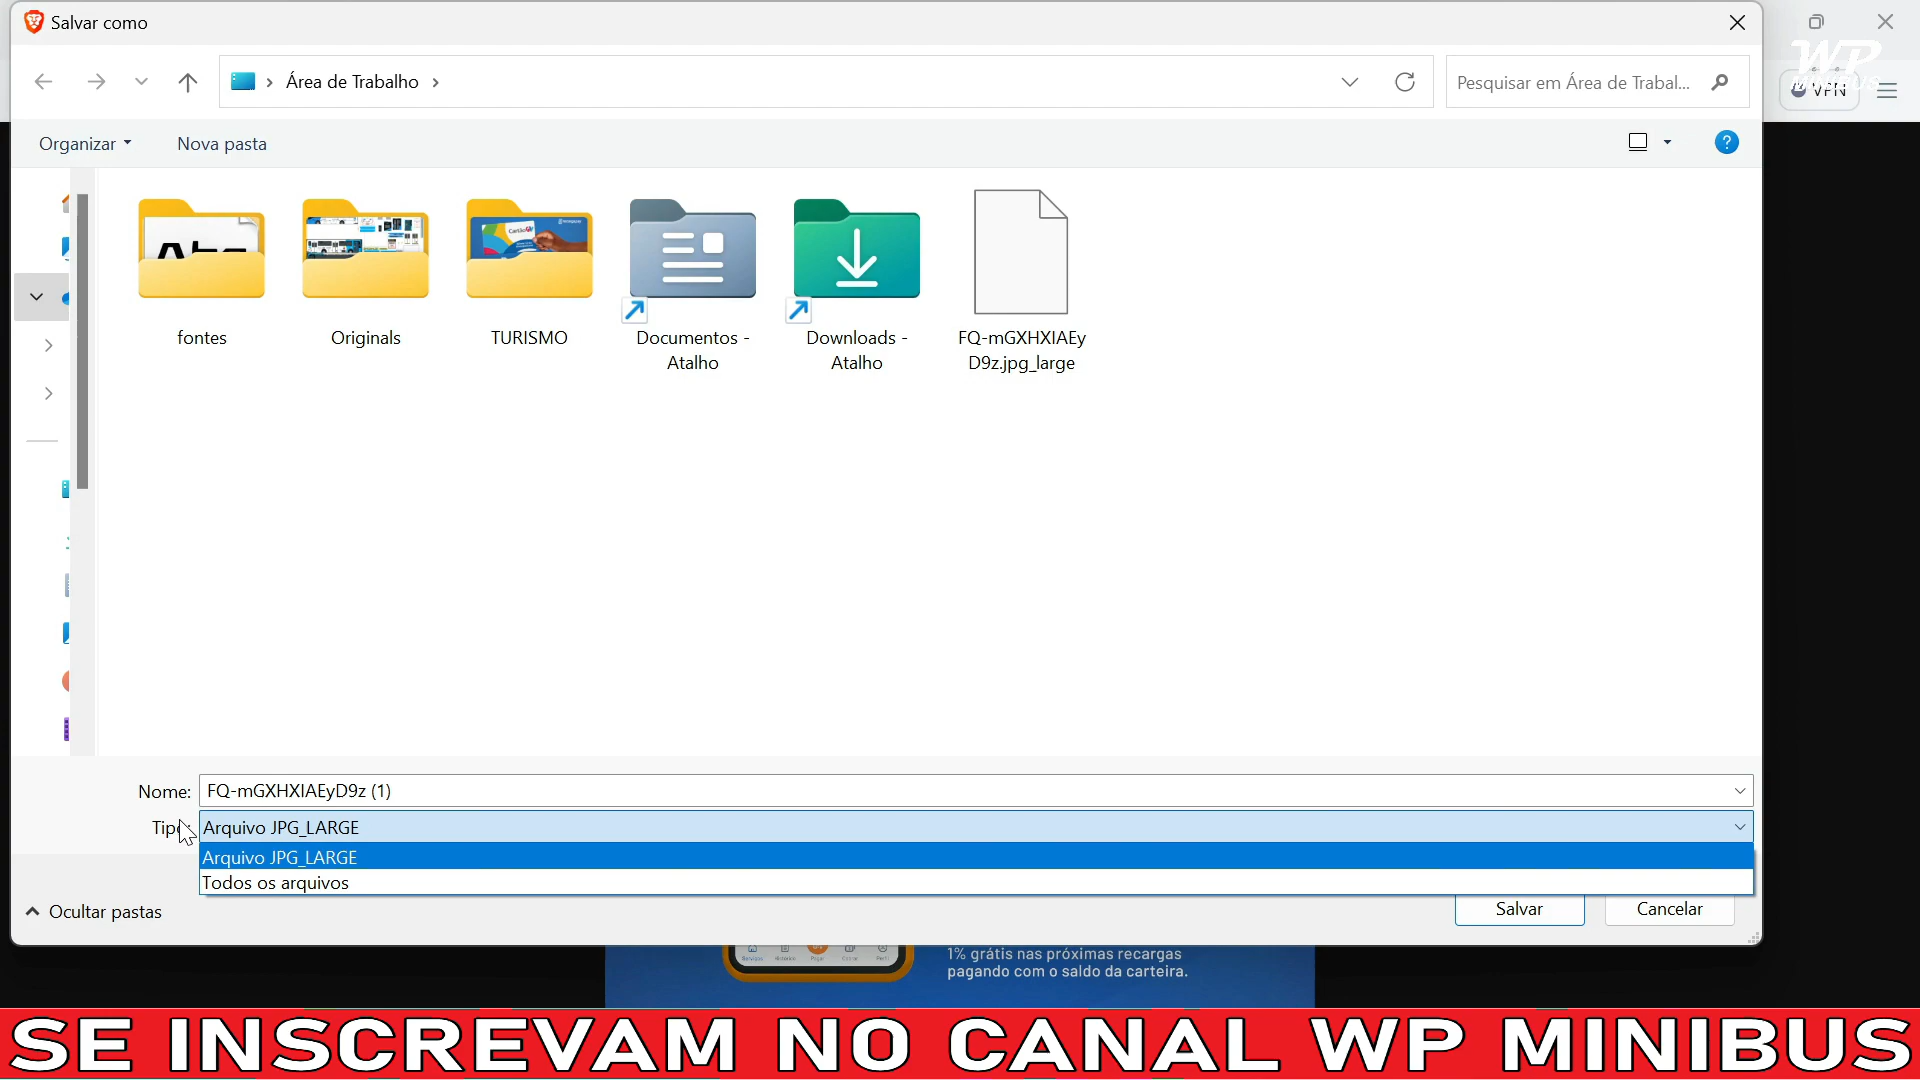 Salvar como
Área de Trabalho
Pesquisar em Área de Trabal...
WP
VPN
Organizar
Nova pasta
fontes
Originals
TURISMO
Documentos -
Atalho
Downloads -
Atalho
FQ-mGXHXIAEy
D9z.jpg_large
Nome: FQ-mGXHXIAEyD9z (1)
Tipo: Arquivo JPG_LARGE
Arquivo JPG_LARGE
Todos os arquivos
Ocultar pastas
Salvar
Cancelar
1% grátis nas próximas recargas
pagando com o saldo da carteira.
SE INSCREVAM NO CANAL WP MINIBUS